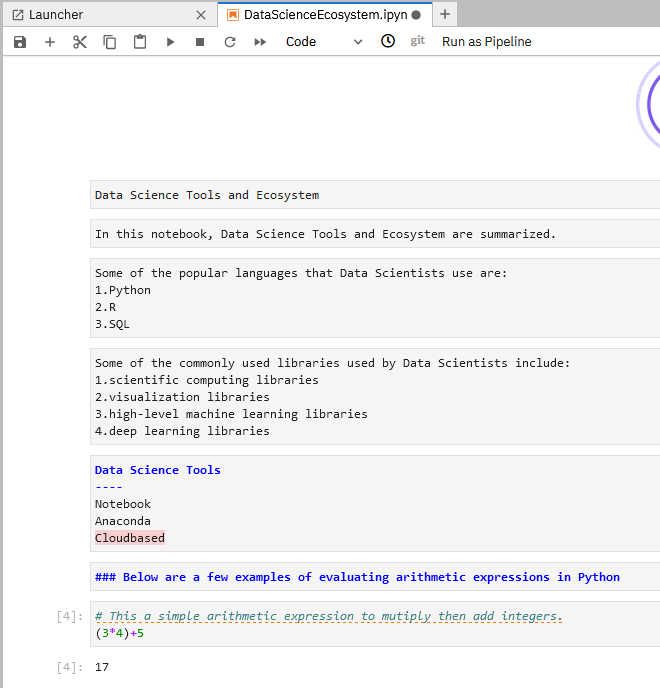 Launcher
DataScienceEcosystem.ipyn
Code
git
Run as Pipeline
Data Science Tools and Ecosystem
In this notebook, Data Science Tools and Ecosystem are summarized.
Some of the popular languages that Data Scientists use are:
1.Python
2.R
3.SQL
Some of the commonly used libraries used by Data Scientists include:
1.scientific computing libraries
2.visualization libraries
3.high-level machine learning libraries
4.deep learning libraries
Data Science Tools
----
Notebook
Anaconda
Cloudbased
### Below are a few examples of evaluating arithmetic expressions in Python
[4]: # This a simple arithmetic expression to mutiply then add integers.
(3*4)+5
[4]: 17